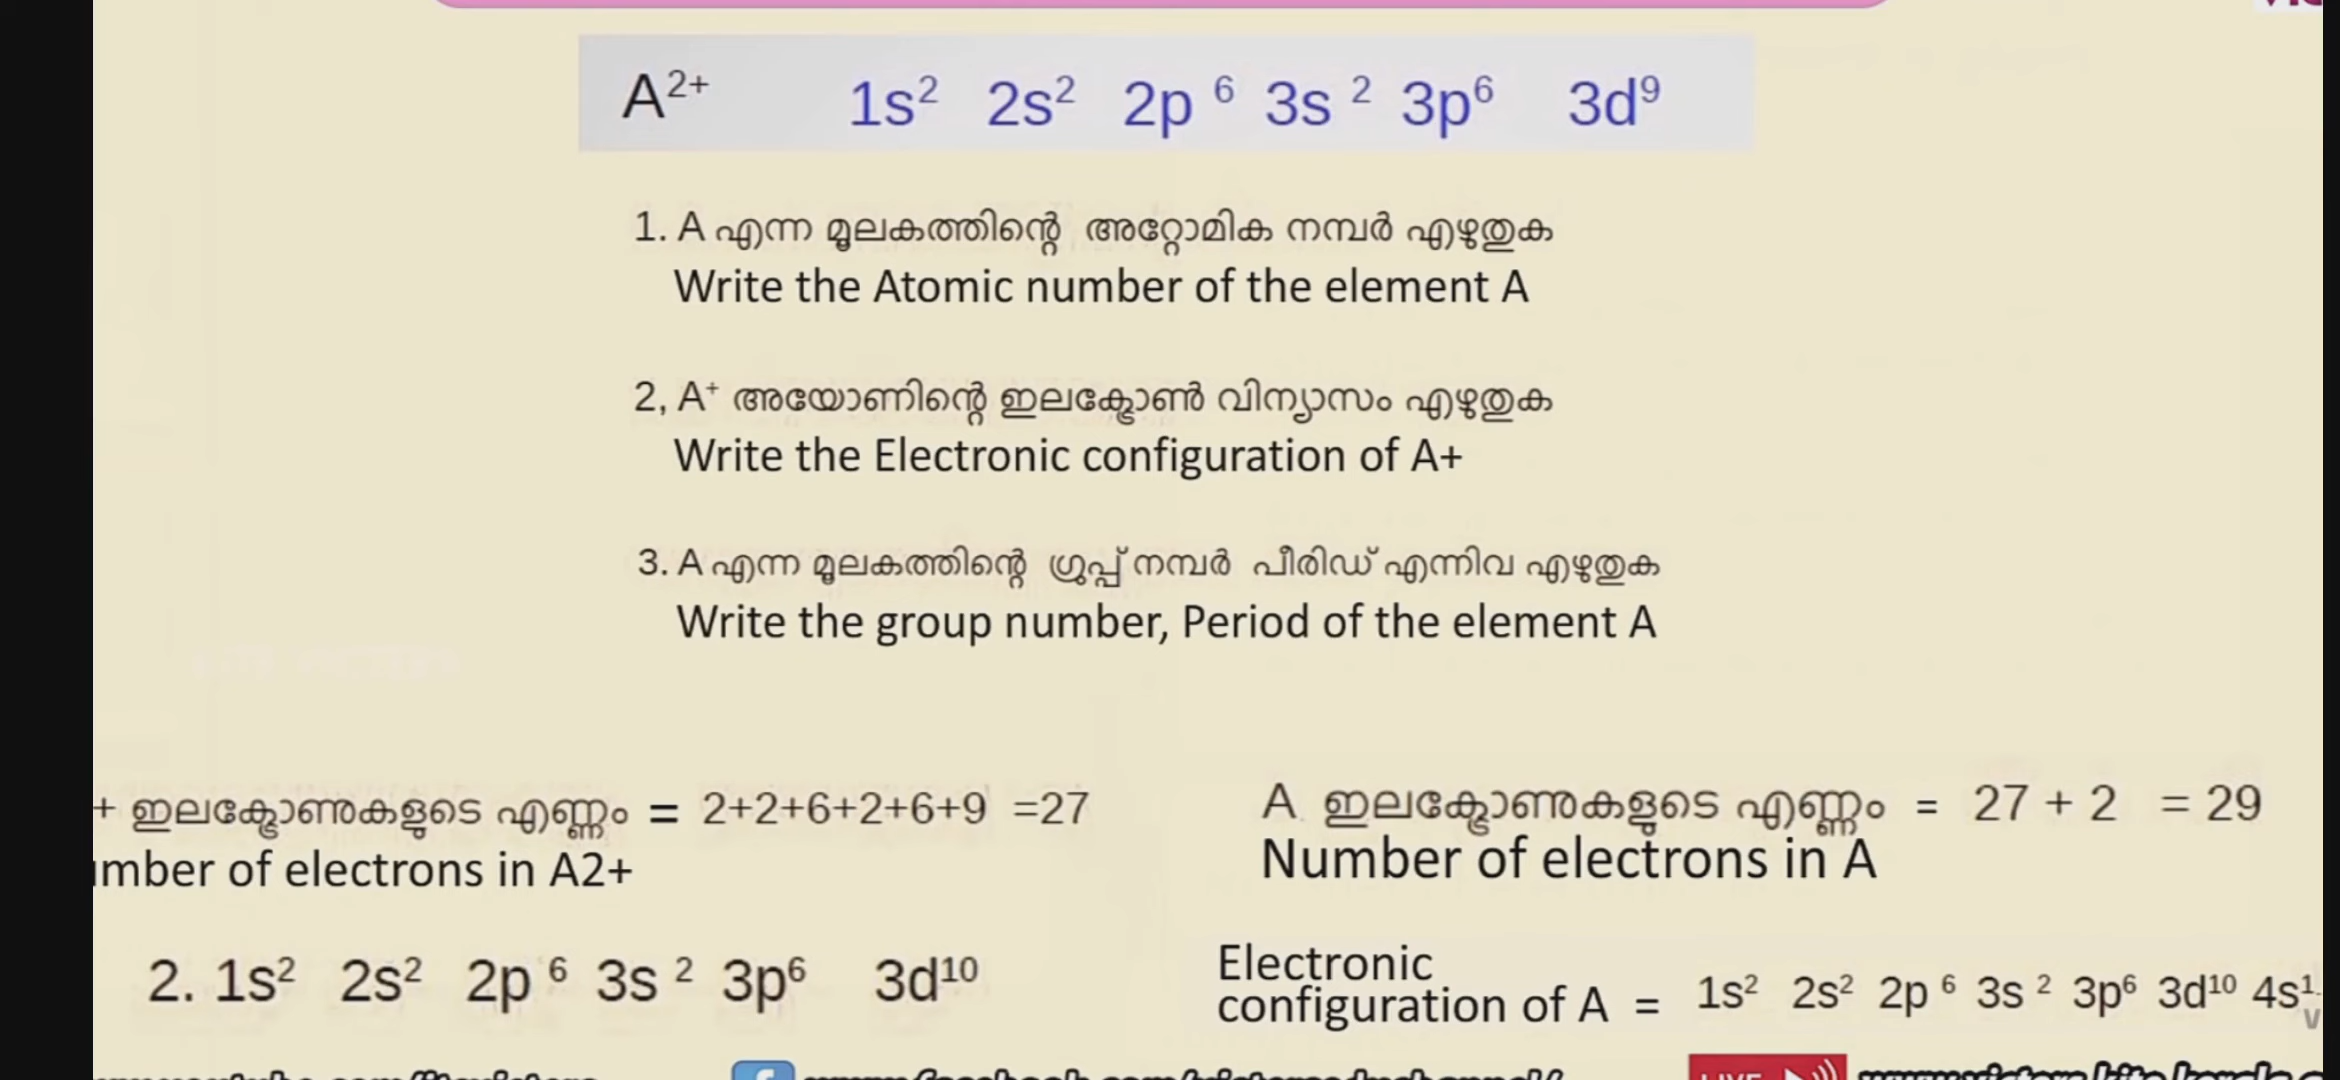 A²⁺ 1s² 2s² 2p ⁶ 3s ² 3p⁶ 3d⁹
1. A എന്ന മൂലകത്തിന്റെ അറ്റോമിക നമ്പർ എഴുതുക
Write the Atomic number of the element A
2, A⁺ അയോണിന്റെ ഇലക്ട്രോൺ വിന്യാസം എഴുതുക
Write the Electronic configuration of A+
3. A എന്ന മൂലകത്തിന്റെ ഗ്രൂപ്പ് നമ്പർ പീരിഡ് എന്നിവ എഴുതുക
Write the group number, Period of the element A
+ ഇലക്ട്രോണുകളുടെ എണ്ണം = 2+2+6+2+6+9 =27
of electrons in A2+
A ഇലക്ട്രോണുകളുടെ എണ്ണം = 27 + 2 = 29
Number of electrons in A
2. 1s² 2s² 2p ⁶ 3s ² 3p⁶ 3d¹⁰
Electronic
configuration of A = 1s² 2s² 2p ⁶ 3s ² 3p⁶ 3d¹⁰ 4s¹